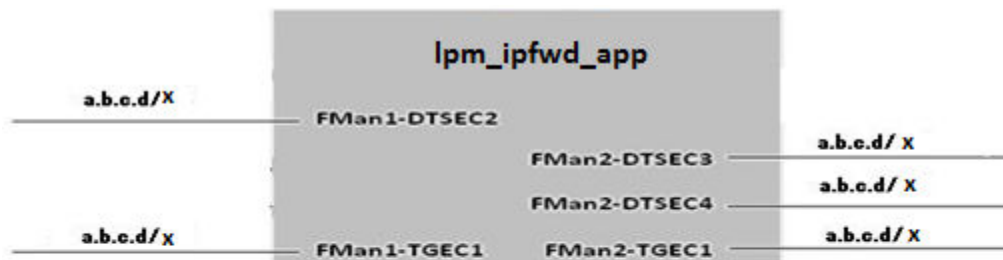 lpm_ipfwd_app
a.b.c.d/X
FMan1-DTSEC2
a.b.c.d/ X
FMan2-DTSEC3
a.b.c.d/ X
FMan2-DTSEC4
a.b.c.d/X
FMan1-TGEC1
FMan2-TGEC1
a.b.c.d/ X